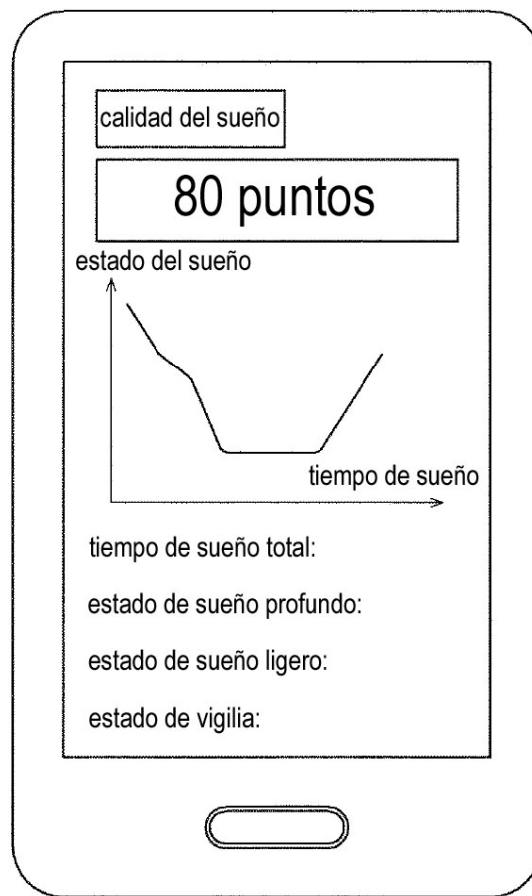 calidad del sueño
80 puntos
estado del sueño
tiempo de sueño
tiempo de sueño total:
estado de sueño profundo:
estado de sueño ligero:
estado de vigilia: